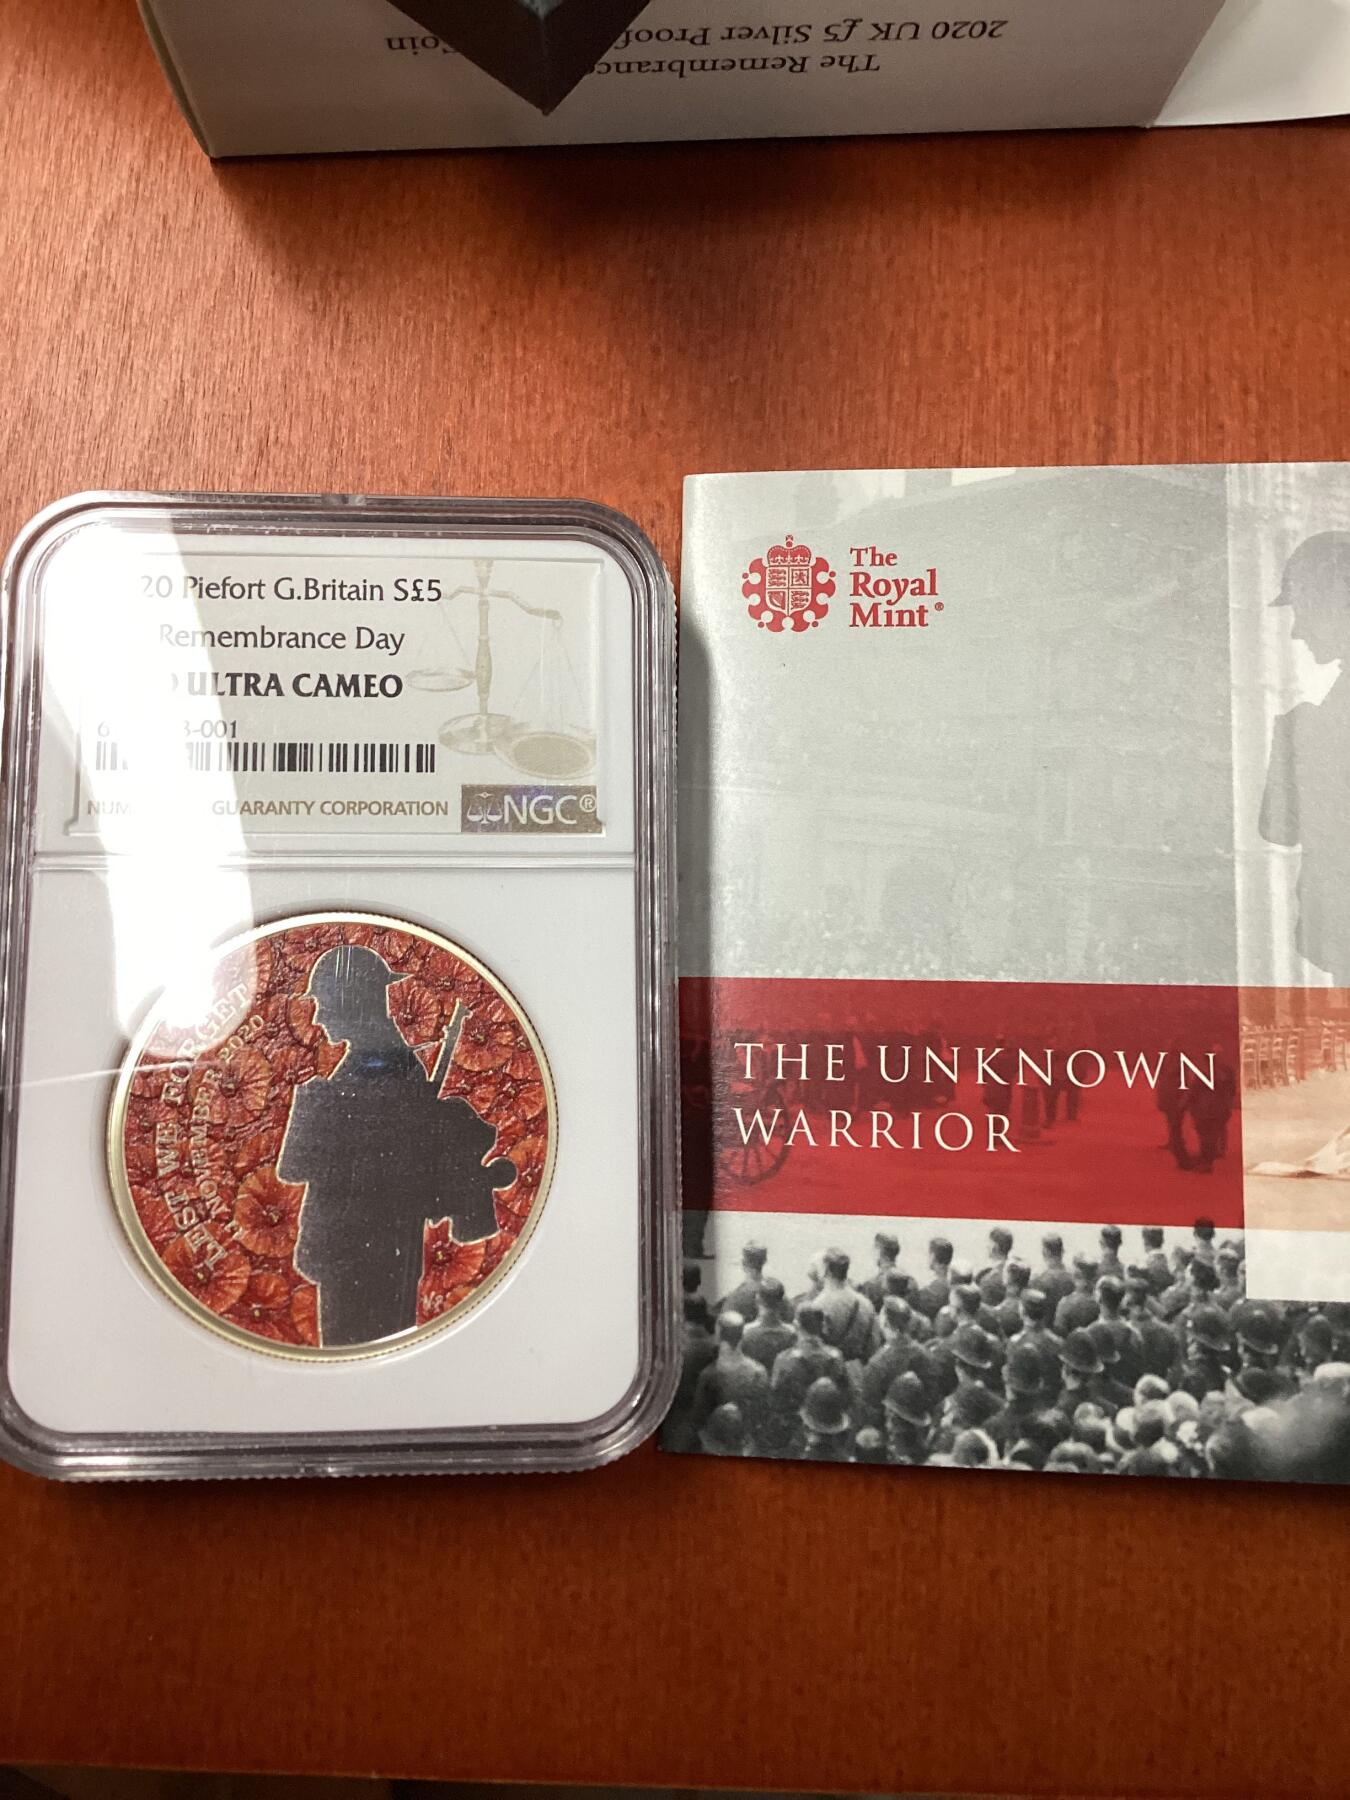 2020 UK £5 Silver Proof
The Remembrance
20 Piefort G.Britain S£5
Remembrance Day
ULTRA CAMEO
3-001
GUARANTY CORPORATION
NGC®
LEST WE FORGET
11 NOVEMBER 2020
The
Royal
Mint®
THE UNKNOWN
WARRIOR